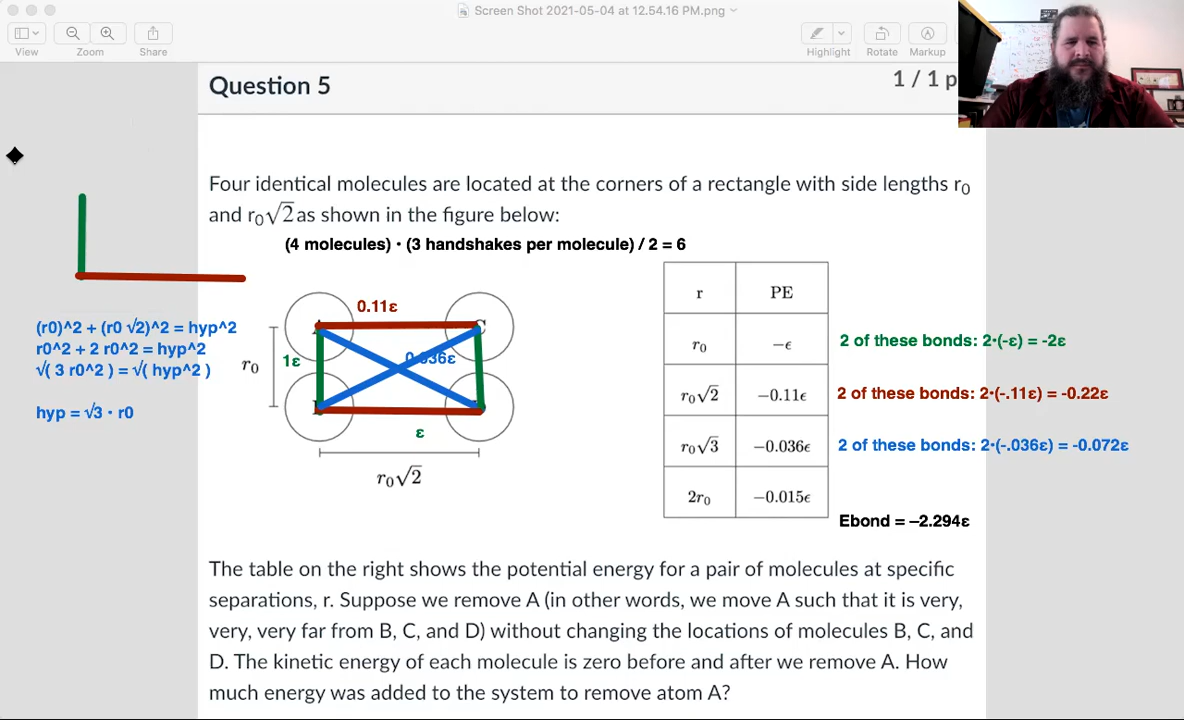 Screen Shot 2021-05-04 at 12.54.16 PM.png
View
Zoom
Share
Highlight
Rotate
Markup
Question 5
1 / 1 p
Four identical molecules are located at the corners of a rectangle with side lengths r₀
and r₀√2 as shown in the figure below:
(4 molecules) · (3 handshakes per molecule) / 2 = 6
(r0)^2 + (r0 √2)^2 = hyp^2
r0^2 + 2 r0^2 = hyp^2
√( 3 r0^2 ) = √( hyp^2 )
hyp = √3 · r0
0.11ε
C
r₀
1ε
0.036ε
ε
r₀√2
r PE
r₀ −ϵ
r₀√2 −0.11ϵ
r₀√3 −0.036ϵ
2r₀ −0.015ϵ
2 of these bonds: 2·(-ε) = -2ε
2 of these bonds: 2·(-.11ε) = -0.22ε
2 of these bonds: 2·(-.036ε) = -0.072ε
Ebond = –2.294ε
The table on the right shows the potential energy for a pair of molecules at specific
separations, r. Suppose we remove A (in other words, we move A such that it is very,
very, very far from B, C, and D) without changing the locations of molecules B, C, and
D. The kinetic energy of each molecule is zero before and after we remove A. How
much energy was added to the system to remove atom A?